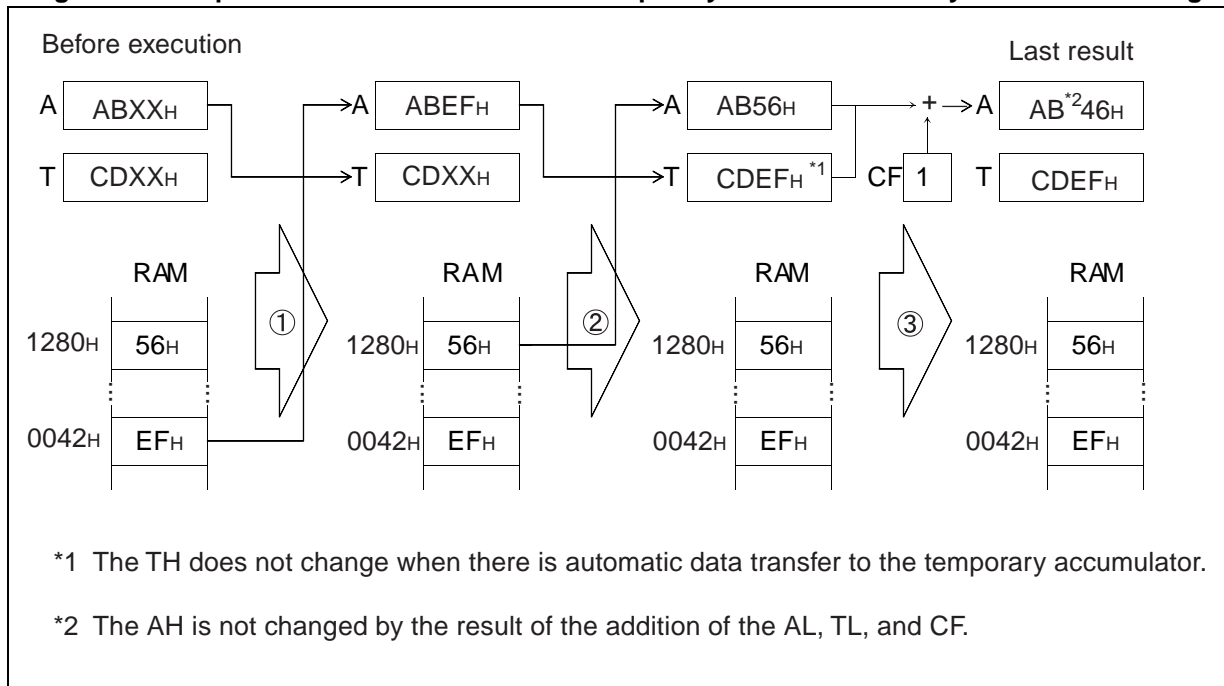 Before execution
Last result
A ABXXH A ABEFH A AB56H + A AB*246H
T CDXXH T CDXXH T CDEFH *1 CF 1 T CDEFH
RAM RAM RAM RAM
① ② ③
1280H 56H 1280H 56H 1280H 56H 1280H 56H
0042H EFH 0042H EFH 0042H EFH 0042H EFH
*1 The TH does not change when there is automatic data transfer to the temporary accumulator.
*2 The AH is not changed by the result of the addition of the AL, TL, and CF.